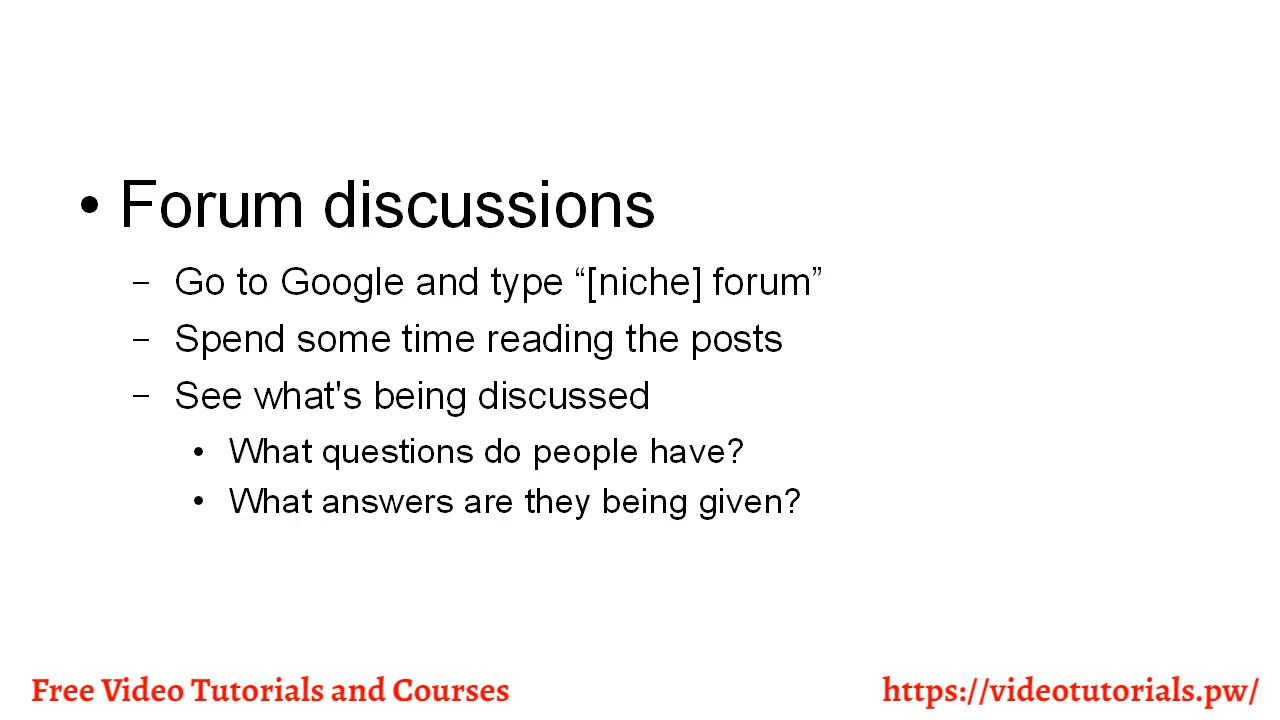 • Forum discussions
– Go to Google and type “[niche] forum”
– Spend some time reading the posts
– See what's being discussed
• What questions do people have?
• What answers are they being given?
Free Video Tutorials and Courses
https://videotutorials.pw/